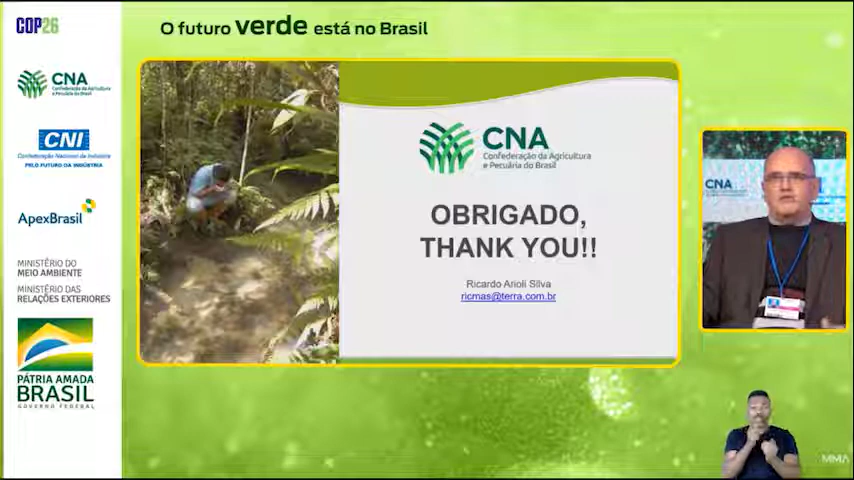 COP26
O futuro verde está no Brasil
CNA
Confederação da Agricultura
e Pecuária do Brasil
CNI
Confederação Nacional da Indústria
PELO FUTURO DA INDÚSTRIA
ApexBrasil
MINISTÉRIO DO
MEIO AMBIENTE
MINISTÉRIO DAS
RELAÇÕES EXTERIORES
PÁTRIA AMADA
BRASIL
GOVERNO FEDERAL
CNA
Confederação da Agricultura
e Pecuária do Brasil
OBRIGADO,
THANK YOU!!
Ricardo Arioli Silva
ricmas@terra.com.br
CNA
MMA